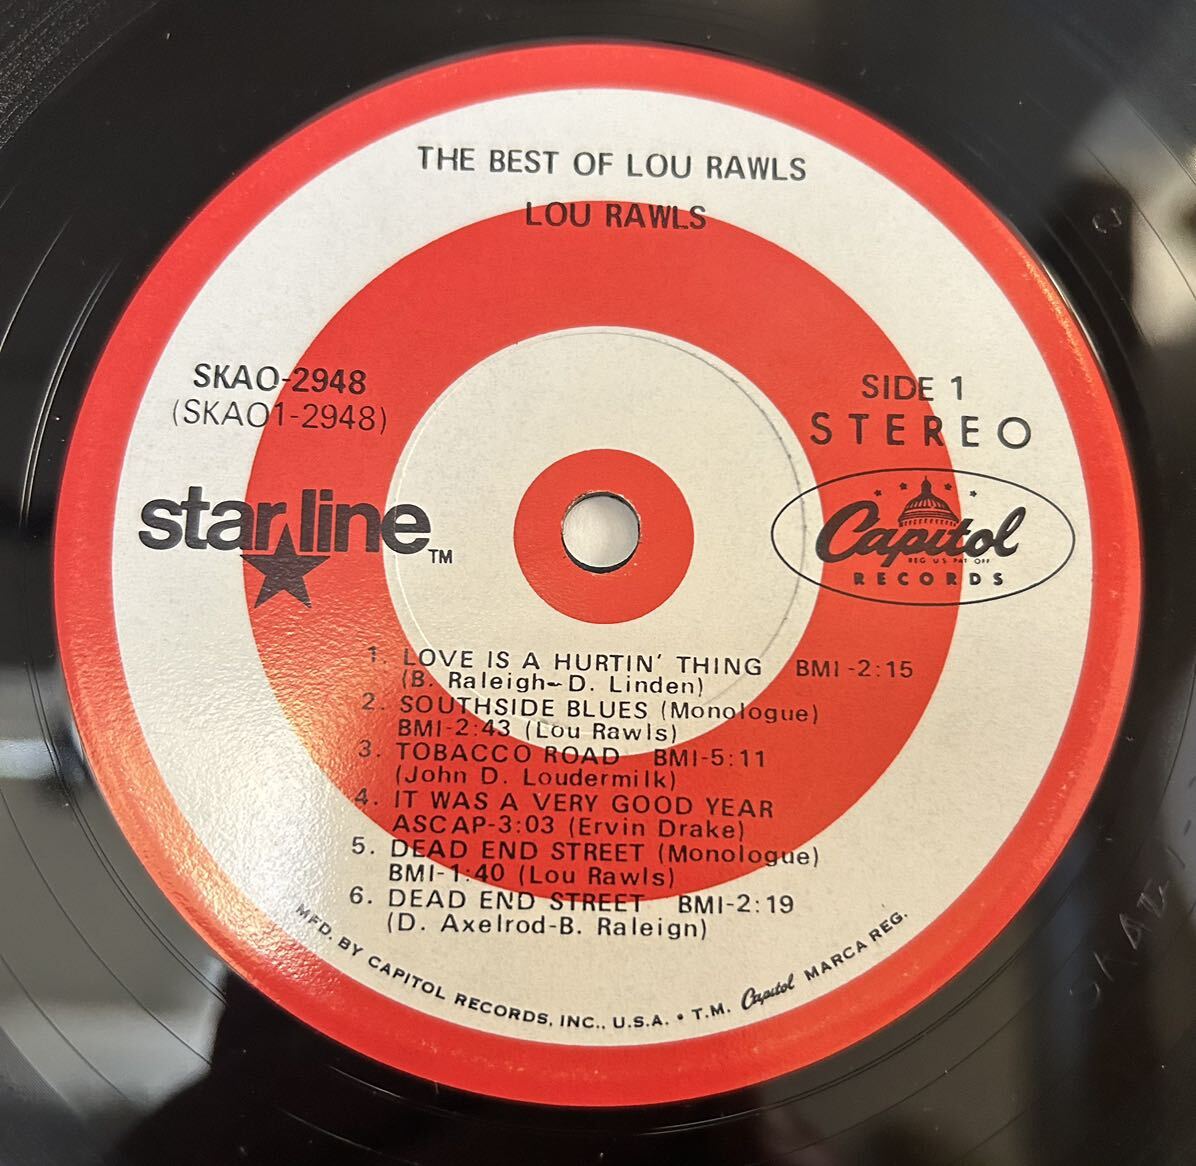 THE BEST OF LOU RAWLS
LOU RAWLS
SKAO-2948
(SKAO1-2948)
SIDE 1
STEREO
starline TM
Capitol
REG US PAT OFF
RECORDS
1. LOVE IS A HURTIN' THING BMI-2:15
(B. Raleigh-D. Linden)
2. SOUTHSIDE BLUES (Monologue)
BMI-2:43 (Lou Rawls)
3. TOBACCO ROAD BMI-5:11
(John D. Loudermilk)
4. IT WAS A VERY GOOD YEAR
ASCAP-3:03 (Ervin Drake)
5. DEAD END STREET (Monologue)
BMI-1:40 (Lou Rawls)
6. DEAD END STREET BMI-2:19
(D. Axelrod-B. Raleign)
MFD. BY CAPITOL RECORDS, INC., U.S.A. • T.M. Capitol MARCA REG.